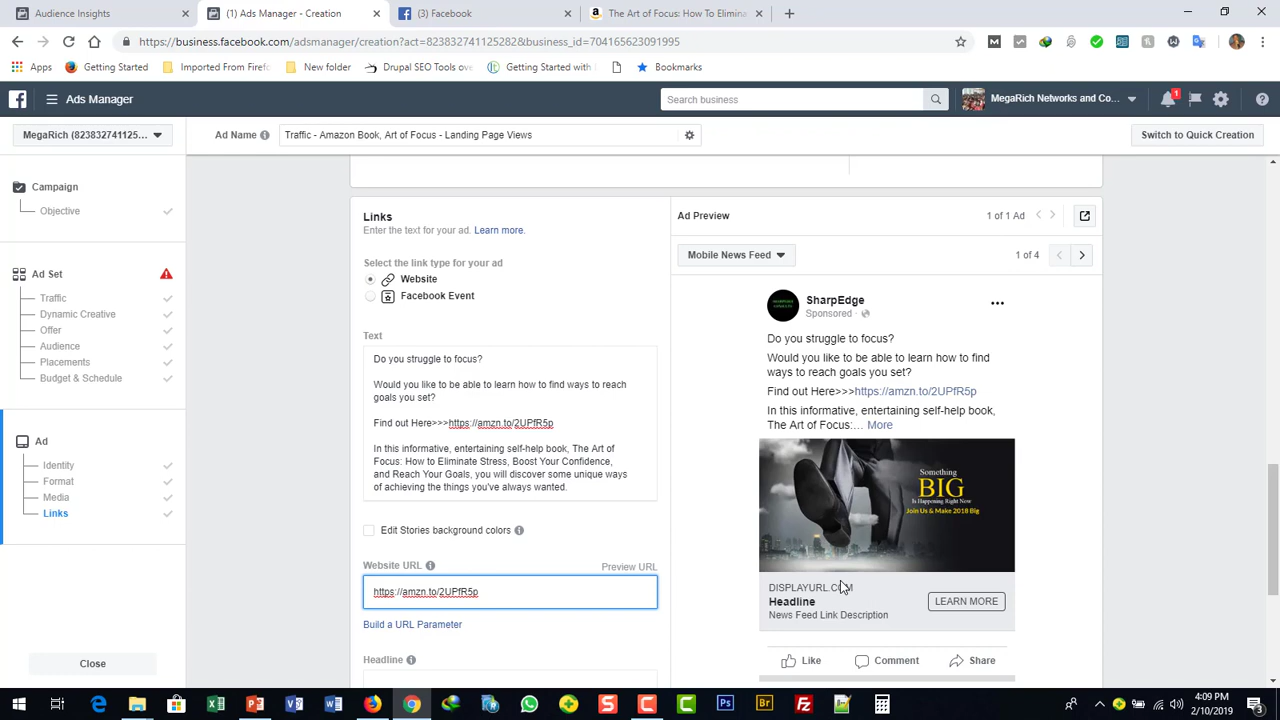 Audience Insights
(1) Ads Manager - Creation
(3) Facebook
The Art of Focus: How To Elimina
https://business.facebook.com/adsmanager/creation?act=823832741125282&business_id=704165623091995
Apps
Getting Started
Imported From Firef
New folder
Drupal SEO Tools ove
Getting Started with
Bookmarks
Ads Manager
Search business
MegaRich Networks and Co...
1
MegaRich (823832741125...
Ad Name
Traffic - Amazon Book, Art of Focus - Landing Page Views
Switch to Quick Creation
Campaign
Objective
Ad Set
Traffic
Dynamic Creative
Offer
Audience
Placements
Budget & Schedule
Ad
Identity
Format
Media
Links
Close
Links
Enter the text for your ad. Learn more.
Select the link type for your ad
Website
Facebook Event
Text
Do you struggle to focus?
Would you like to be able to learn how to find ways to reach
goals you set?
Find out Here>>>https://amzn.to/2UPfR5p
In this informative, entertaining self-help book, The Art of
Focus: How to Eliminate Stress, Boost Your Confidence,
and Reach Your Goals, you will discover some unique ways
of achieving the things you've always wanted.
Edit Stories background colors
Website URL
Preview URL
https://amzn.to/2UPfR5p
Build a URL Parameter
Headline
Ad Preview
1 of 1 Ad
Mobile News Feed
1 of 4
SharpEdge
Sponsored ·
Do you struggle to focus?
Would you like to be able to learn how to find
ways to reach goals you set?
Find out Here>>>https://amzn.to/2UPfR5p
In this informative, entertaining self-help book,
The Art of Focus:... More
Something
BIG
Is Happening Right Now
Join Us & Make 2018 Big
DISPLAYURL.COM
Headline
News Feed Link Description
LEARN MORE
Like
Comment
Share
4:09 PM
2/10/2019